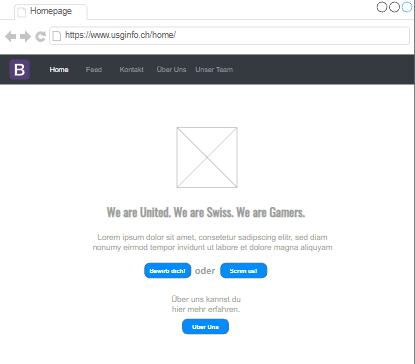 Homepage
https://www.usginfo.ch/home/
B Home Feed Kontakt Über Uns Unser Team
We are United. We are Swiss. We are Gamers.
Lorem ipsum dolor sit amet, consetetur sadipscing elitr, sed diam
nonumy eirmod tempor invidunt ut labore et dolore magna aliquyam
Bewirb dich! oder Scrim us!
Über uns kannst du
hier mehr erfahren.
Über Uns